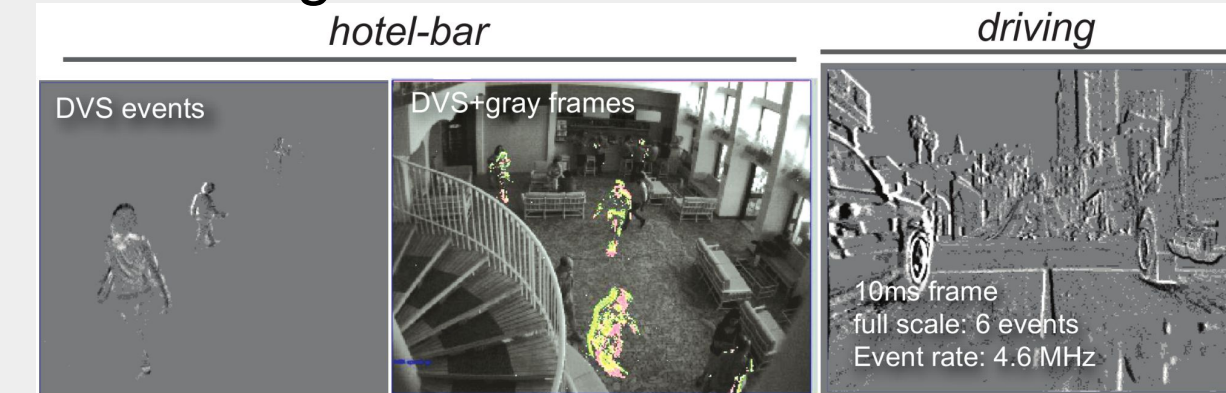 hotel-bar
driving
DVS events
DVS+gray frames
10ms frame
full scale: 6 events
Event rate: 4.6 MHz